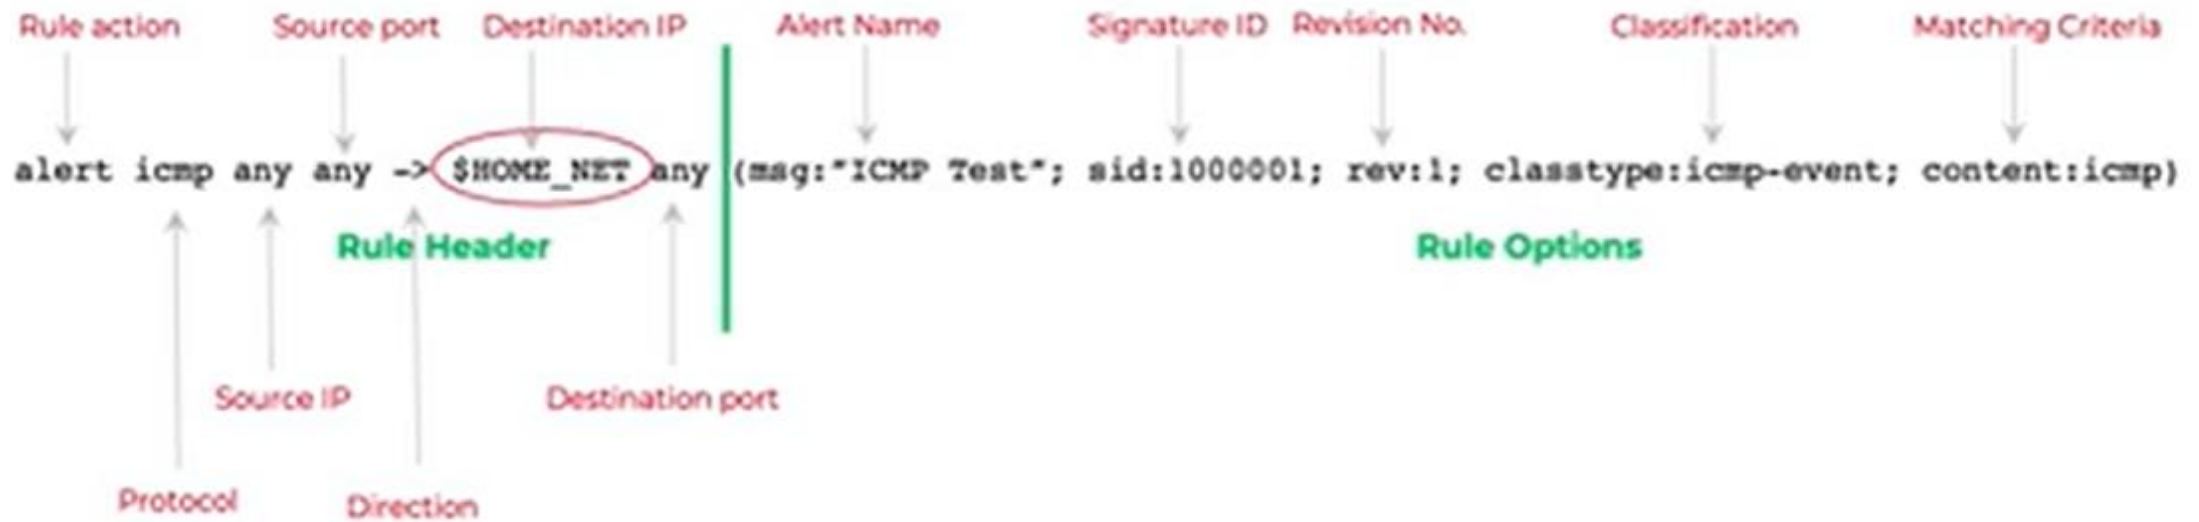 Rule action Source port Destination IP Alert Name Signature ID Revision No. Classification Matching Criteria
alert icmp any any -> $HOME_NET any (msg:"ICMP Test"; sid:1000001; rev:1; classtype:icmp-event; content:icmp)
Rule Header Rule Options
Source IP Destination port
Protocol Direction